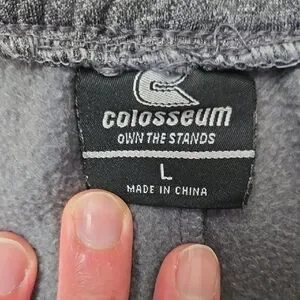 colosseum
OWN THE STANDS
L
MADE IN CHINA